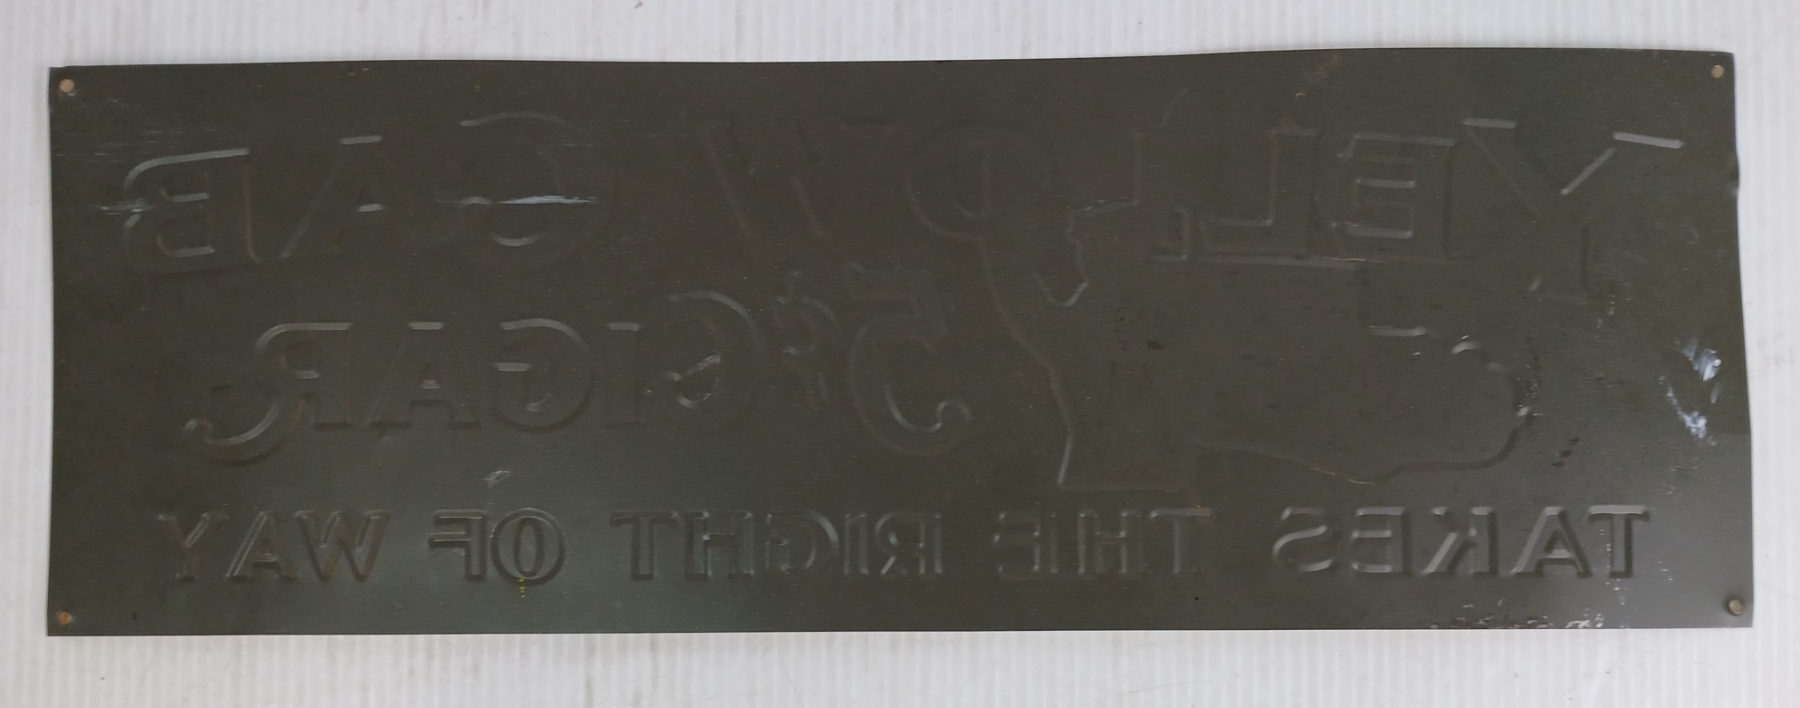 YELLOW CAB
5¢ CIGAR
TAKES THE RIGHT OF WAY